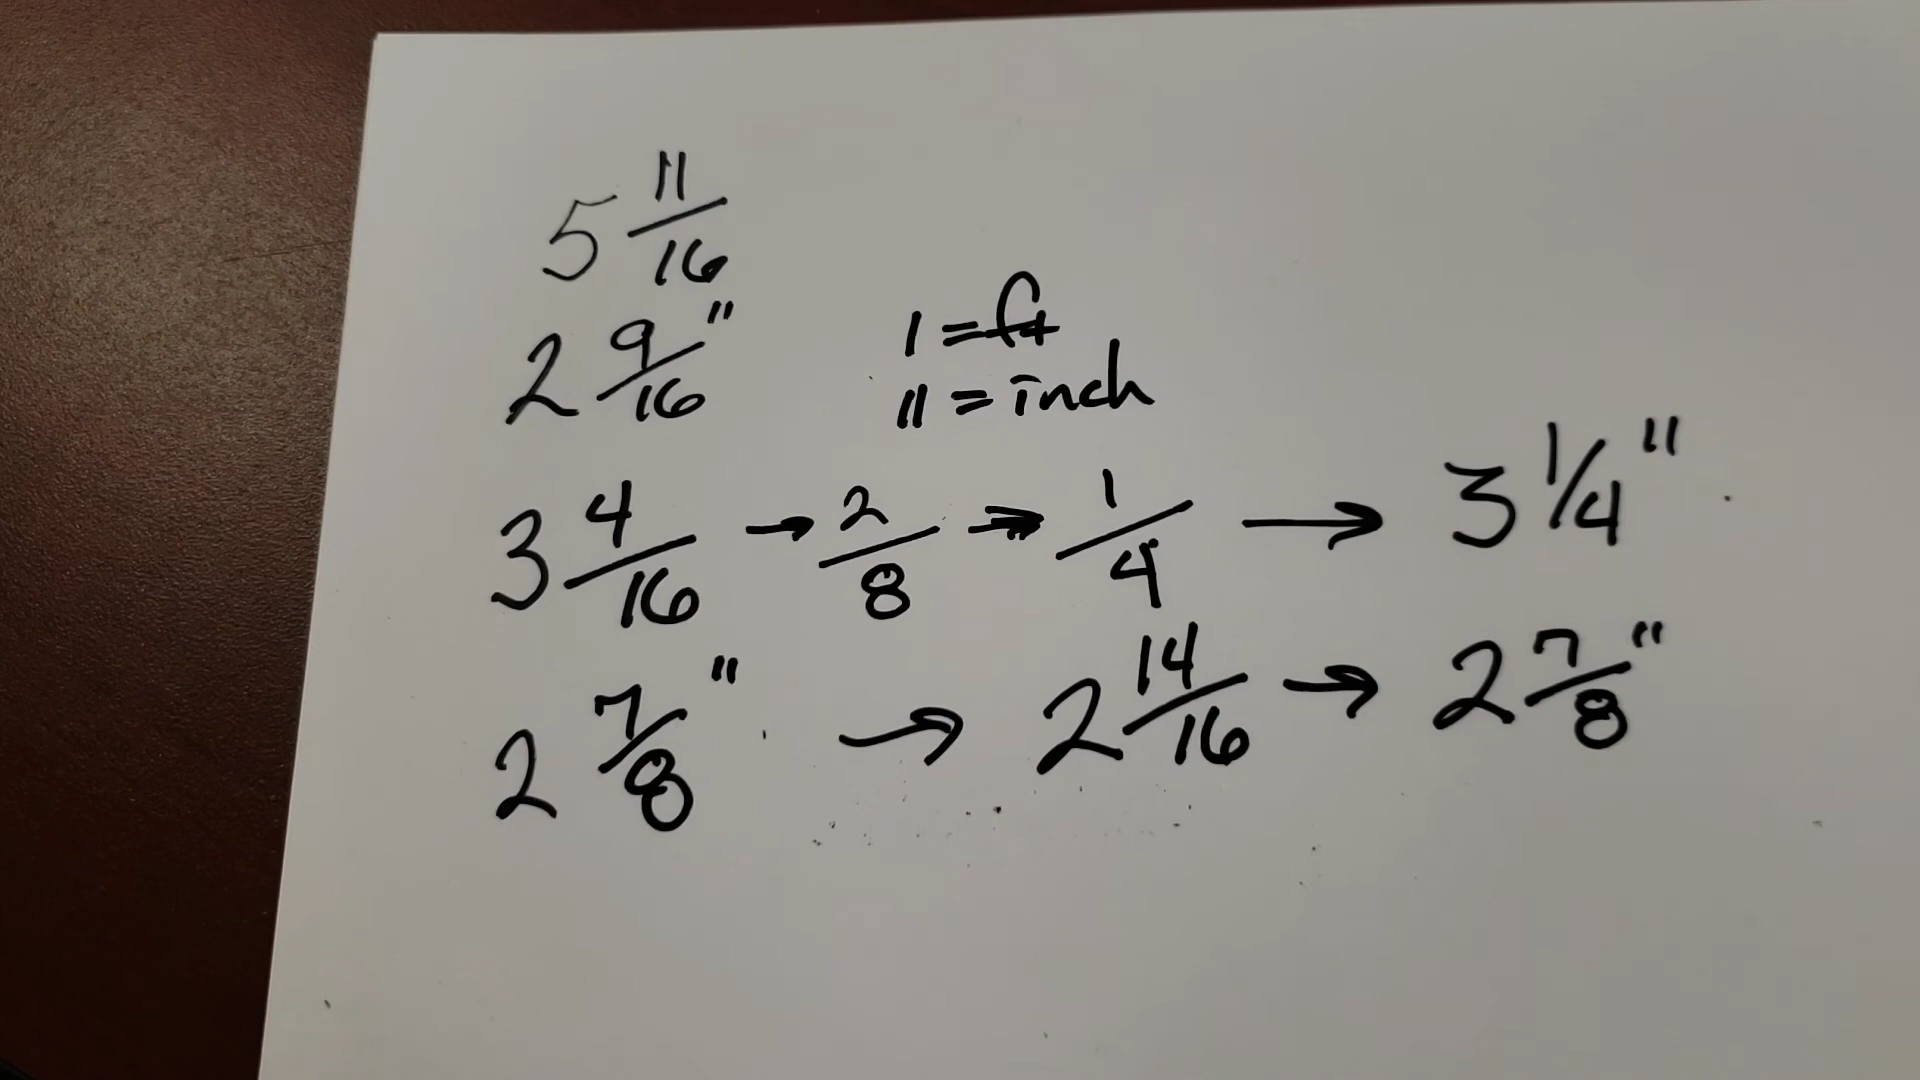 5 11/16
2 9/16"
' = ft
" = inch
3 4/16 → 2/8 → 1/4 → 3 1/4"
2 7/8" → 2 14/16 → 2 7/8"